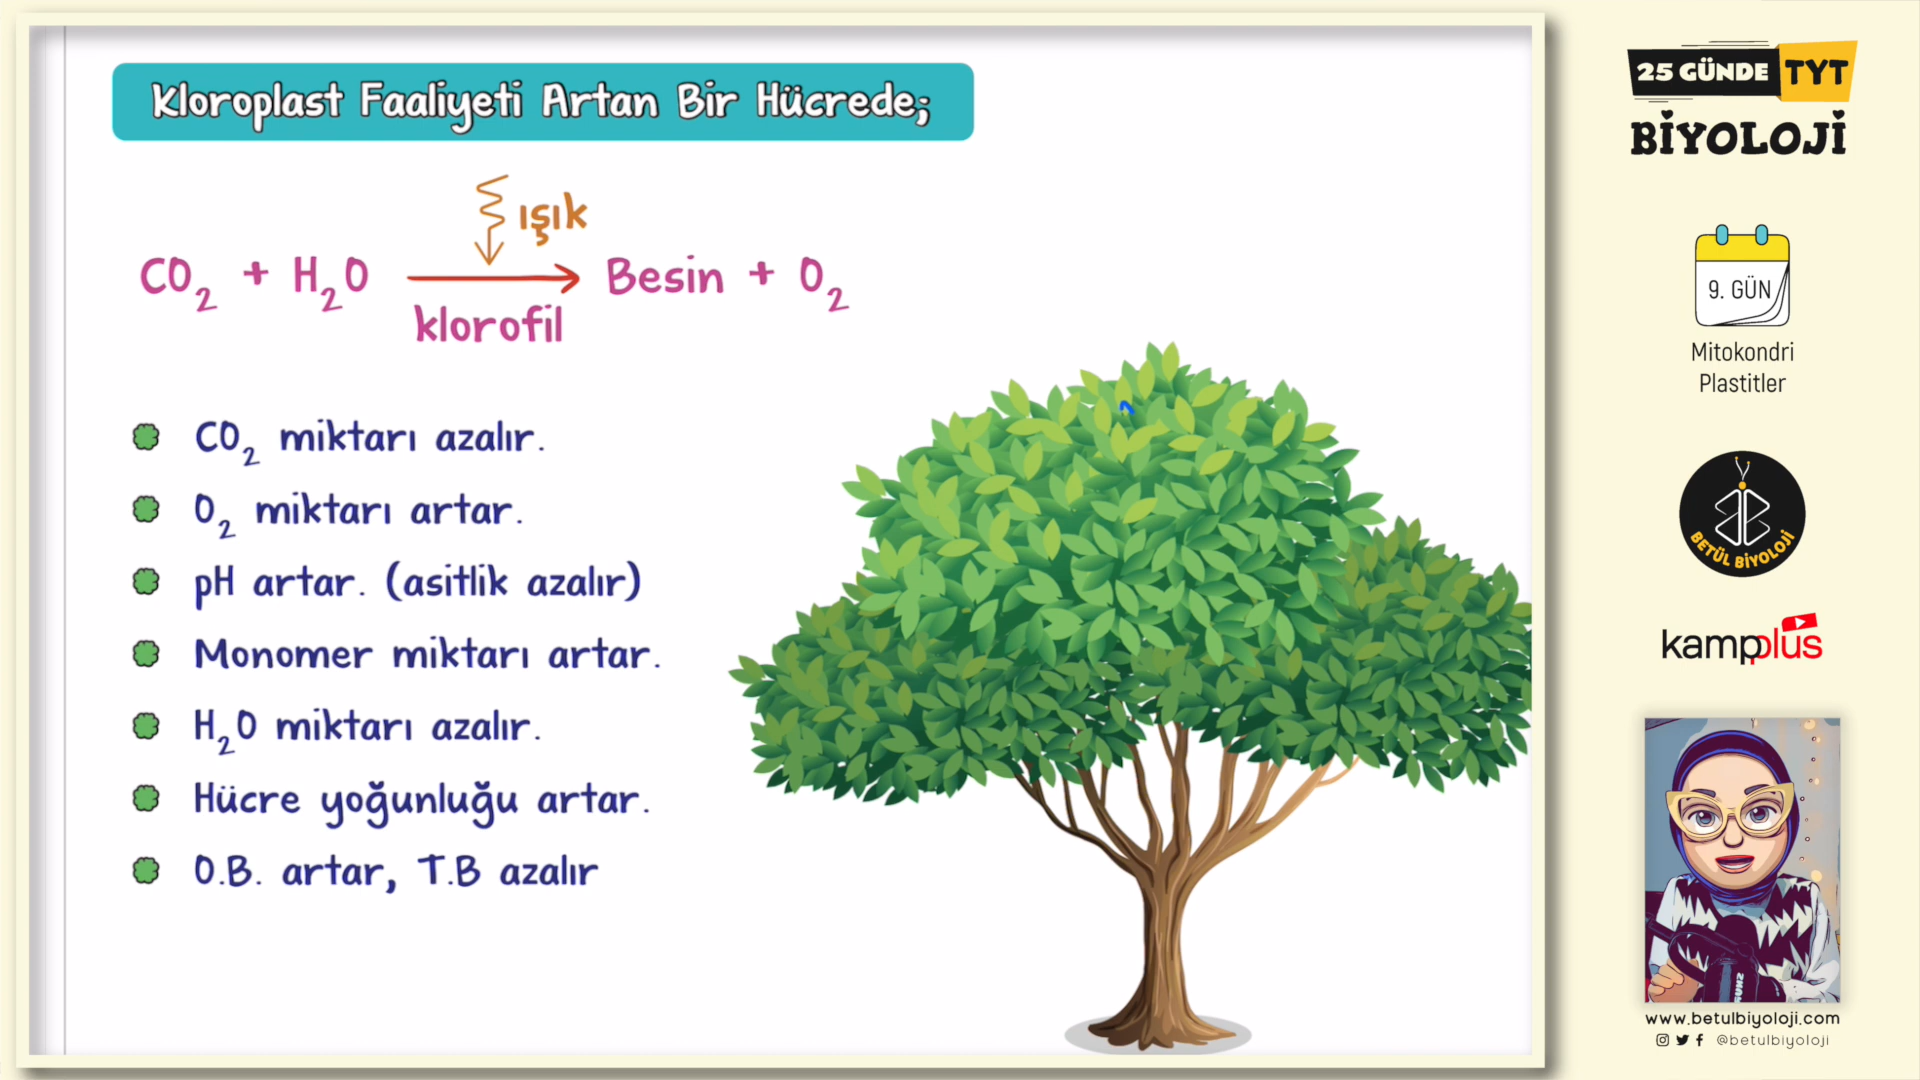 Kloroplast Faaliyeti Artan Bir Hücrede;
ışık
CO₂ + H₂O → Besin + O₂
klorofil
CO₂ miktarı azalır.
O₂ miktarı artar.
pH artar. (asitlik azalır)
Monomer miktarı artar.
H₂O miktarı azalır.
Hücre yoğunluğu artar.
O.B. artar, T.B azalır
25 GÜNDE TYT
BİYOLOJİ
9. GÜN
Mitokondri
Plastitler
BETÜL BİYOLOJİ
kampplus
www.betulbiyoloji.com
@betulbiyoloji